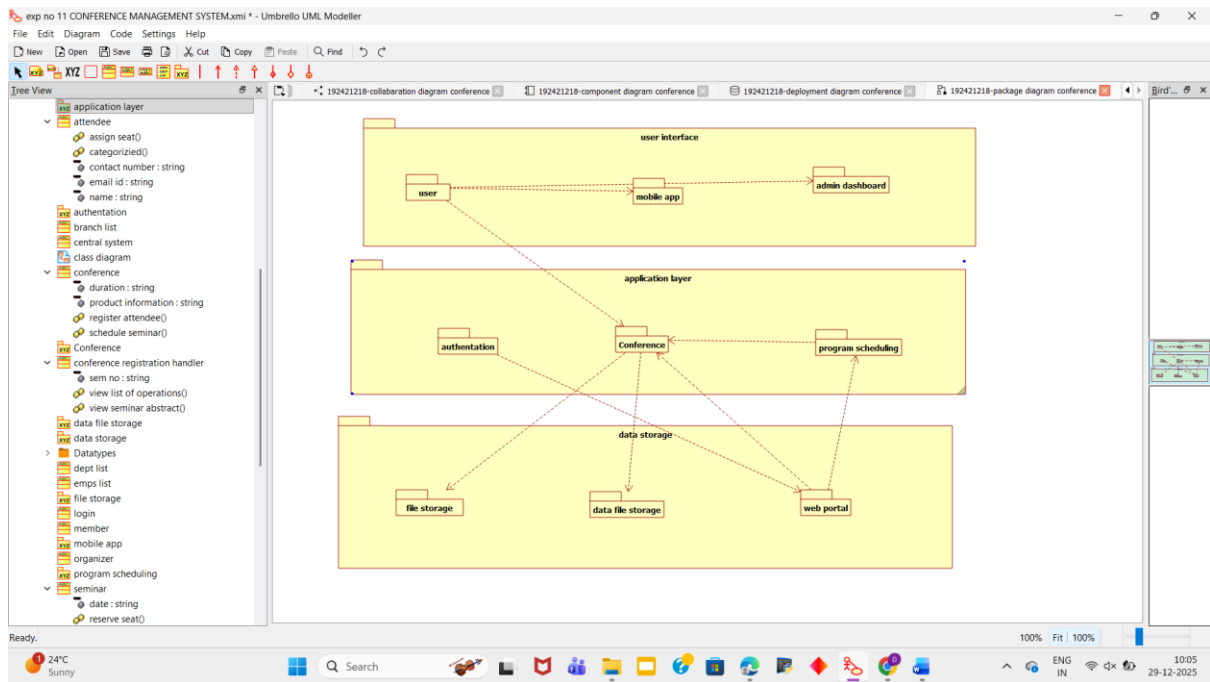 exp no 11 CONFERENCE MANAGEMENT SYSTEM.xmi * - Umbrello UML Modeller
File Edit Diagram Code Settings Help
New Open Save Cut Copy Paste Find
XYZ
Tree View
192421218-collabaration diagram conference
192421218-component diagram conference
192421218-deployment diagram conference
192421218-package diagram conference
Bird'...
application layer
attendee
assign seat()
categorizied()
contact number : string
email id : string
name : string
authentation
branch list
central system
class diagram
conference
duration : string
product information : string
register attendee()
schedule seminar()
Conference
conference registration handler
sem no : string
view list of operations()
view seminar abstract()
data file storage
data storage
Datatypes
dept list
emps list
file storage
login
member
mobile app
organizer
program scheduling
seminar
date : string
reserve seat()
user interface
user
mobile app
admin dashboard
application layer
authentation
Conference
program scheduling
data storage
file storage
data file storage
web portal
Ready.
100% Fit 100%
1
24°C
Sunny
Search
ENG
IN
10:05
29-12-2025